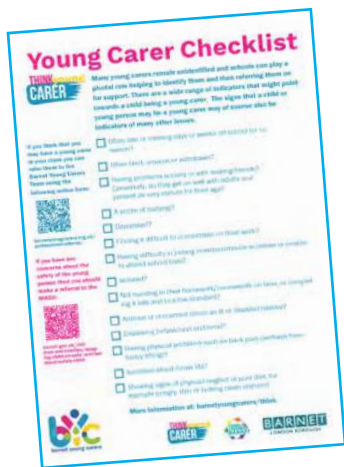 Young Carer Checklist
THINK young CARER
Many young carers remain unidentified and schools can play a
pivotal role helping to identify them and then referring them on
for support. There are a wide range of indicators that might point
towards a child being a young carer. The signs that a child or
young person may be a young carer may of course also be
indicators of many other issues.
If you think that you
may have a young carer
in your class you can
refer them to the
Barnet Young Carers
Team using the
following online form:
If you have any
concerns about the
safety of the young
person then you should
make a referral to the
MASH:
Often late or missing days or weeks off school for no
reason?
Often tired, anxious or withdrawn?
Having problems socially or with making friends?
Conversely, do they get on well with adults and
present as very mature for their age?
A victim of bullying?
Depressed?
Finding it difficult to concentrate on their work?
Having difficulty in joining in extracurricular activities or unable
to attend school trips?
Isolated?
Not handing in their homework/coursework on time, or completing
it late and to a low standard?
Anxious or concerned about an ill or disabled relative?
Displaying behavioural problems?
Having physical problems such as back pain (perhaps from
heavy lifting)?
Secretive about home life?
Showing signs of physical neglect or poor diet, for
example hungry, thin or lacking clean clothes?
More information at: barnetyoungcarers/think.
barnet young carers
THINK young CARER
BARNET
LONDON BOROUGH